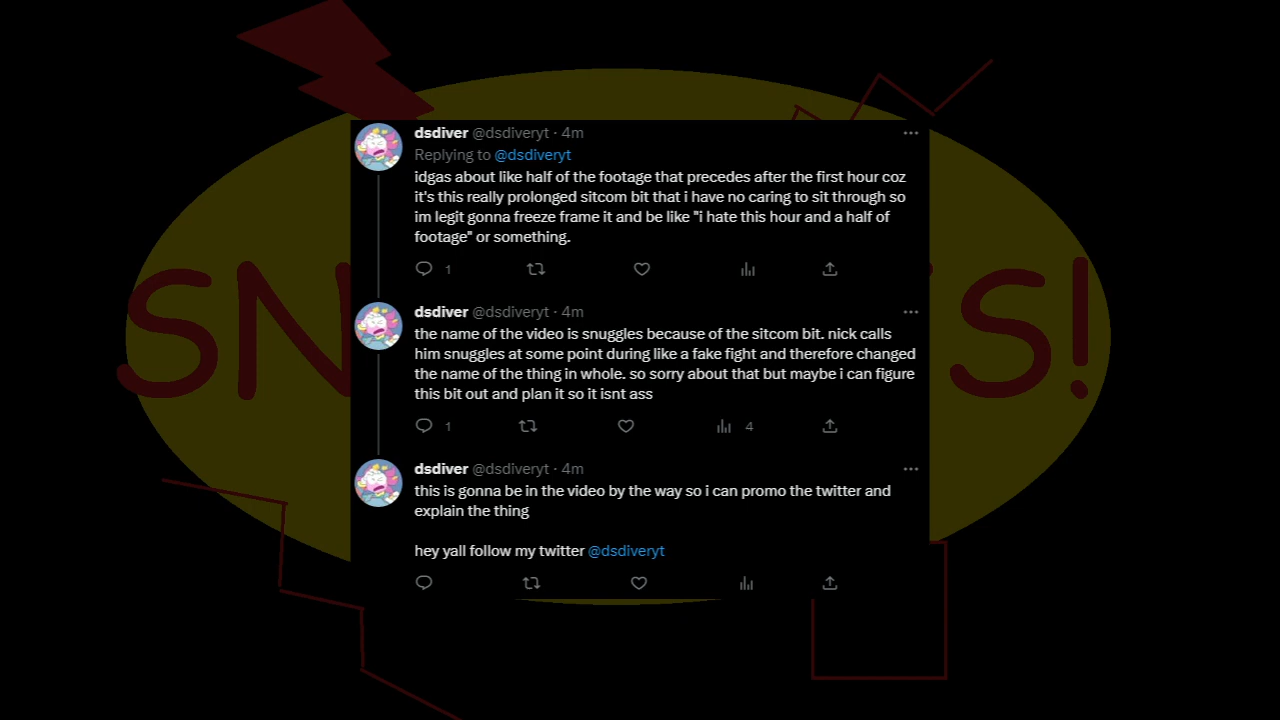 dsdiver @dsdiveryt · 4m
Replying to @dsdiveryt
idgas about like half of the footage that precedes after the first hour coz
it's this really prolonged sitcom bit that i have no caring to sit through so
im legit gonna freeze frame it and be like "i hate this hour and a half of
footage" or something.
1
dsdiver @dsdiveryt · 4m
the name of the video is snuggles because of the sitcom bit. nick calls
him snuggles at some point during like a fake fight and therefore changed
the name of the thing in whole. so sorry about that but maybe i can figure
this bit out and plan it so it isnt ass
1 4
SN S!
dsdiver @dsdiveryt · 4m
this is gonna be in the video by the way so i can promo the twitter and
explain the thing
hey yall follow my twitter @dsdiveryt